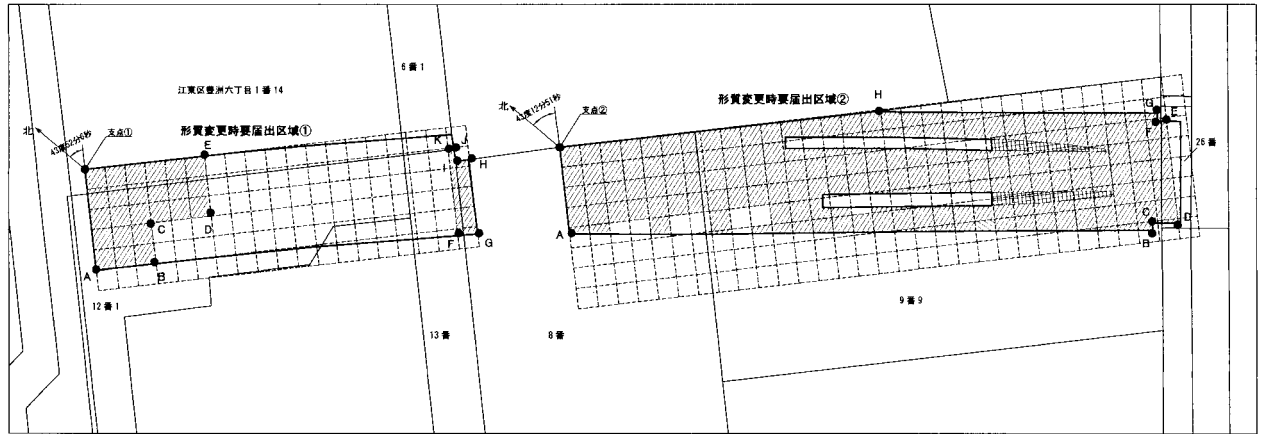 6番1
江東区豊洲六丁目1番14
北
43度52分6秒
支点①
形質変更時要届出区域①
E
K
J
I
H
C
D
A
B
F
G
12番1
13番
北
43度12分51秒
支点②
形質変更時要届出区域②
H
G
E
F
26番
A
C
D
B
8番
9番9